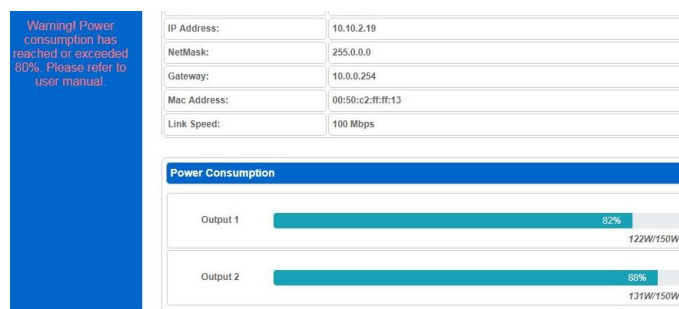 Warning! Power
consumption has
reached or exceeded
80%. Please refer to
user manual.
IP Address: 10.10.2.19
NetMask: 255.0.0.0
Gateway: 10.0.0.254
Mac Address: 00:50:c2:ff:ff:13
Link Speed: 100 Mbps
Power Consumption
Output 1 82%
122W/150W
Output 2 88%
131W/150W